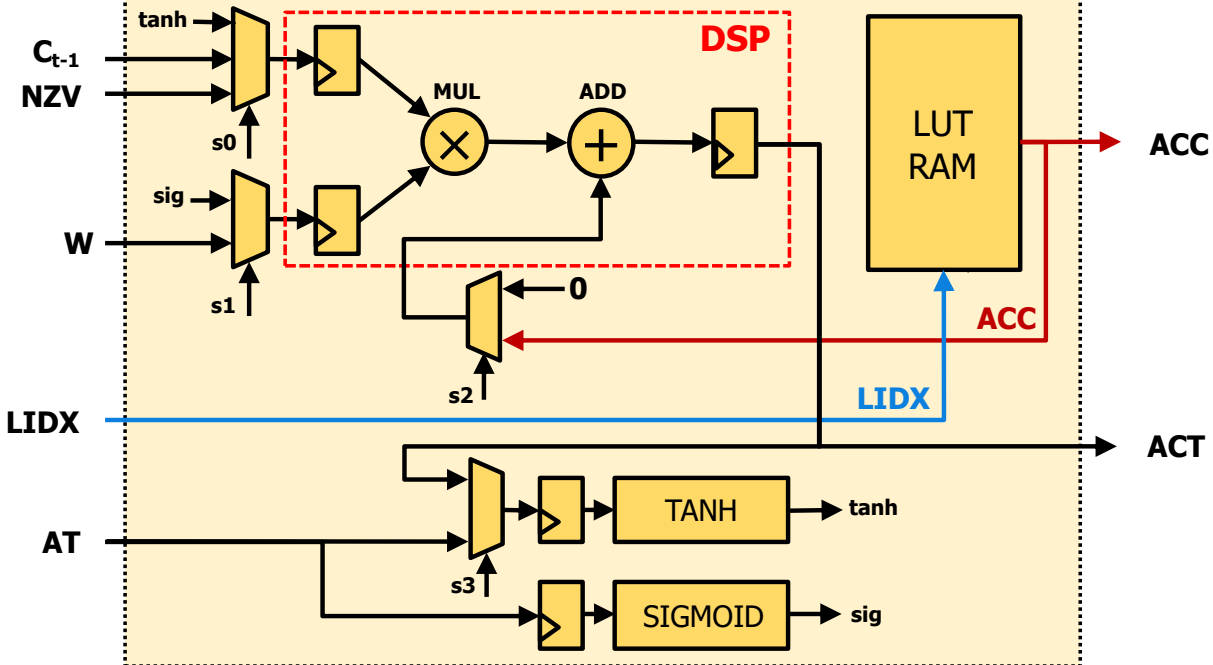 tanh
DSP
C t-1
NZV
MUL
ADD
LUT
RAM
ACC
s0
sig
W
s1
0
ACC
s2
LIDX
LIDX
ACT
TANH
tanh
AT
s3
SIGMOID
sig